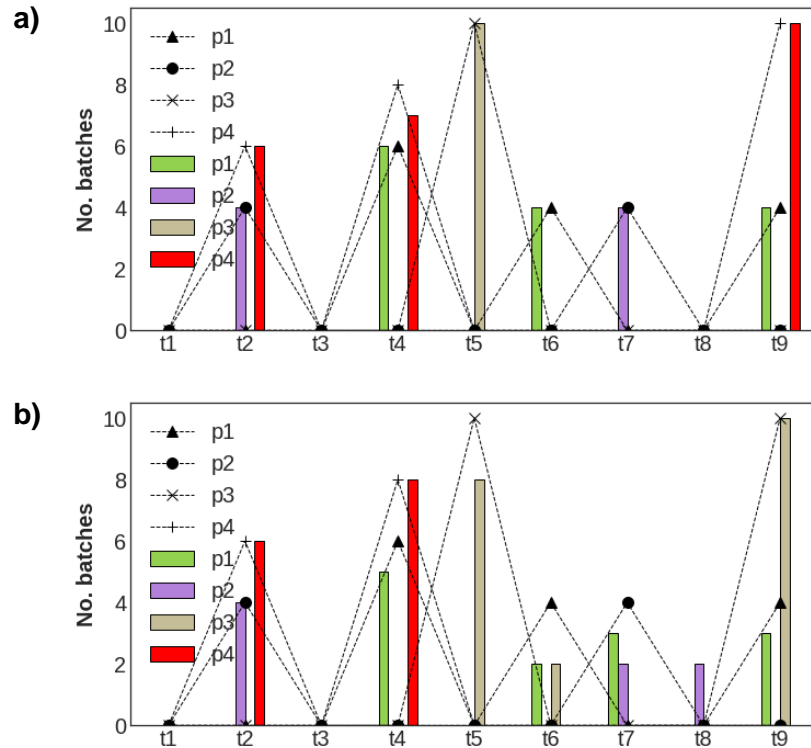 a)
No. batches
10
8
6
4
2
0
p1
p2
p3
p4
p1
p2
p3
p4
t1 t2 t3 t4 t5 t6 t7 t8 t9
b)
No. batches
10
8
6
4
2
0
p1
p2
p3
p4
p1
p2
p3
p4
t1 t2 t3 t4 t5 t6 t7 t8 t9